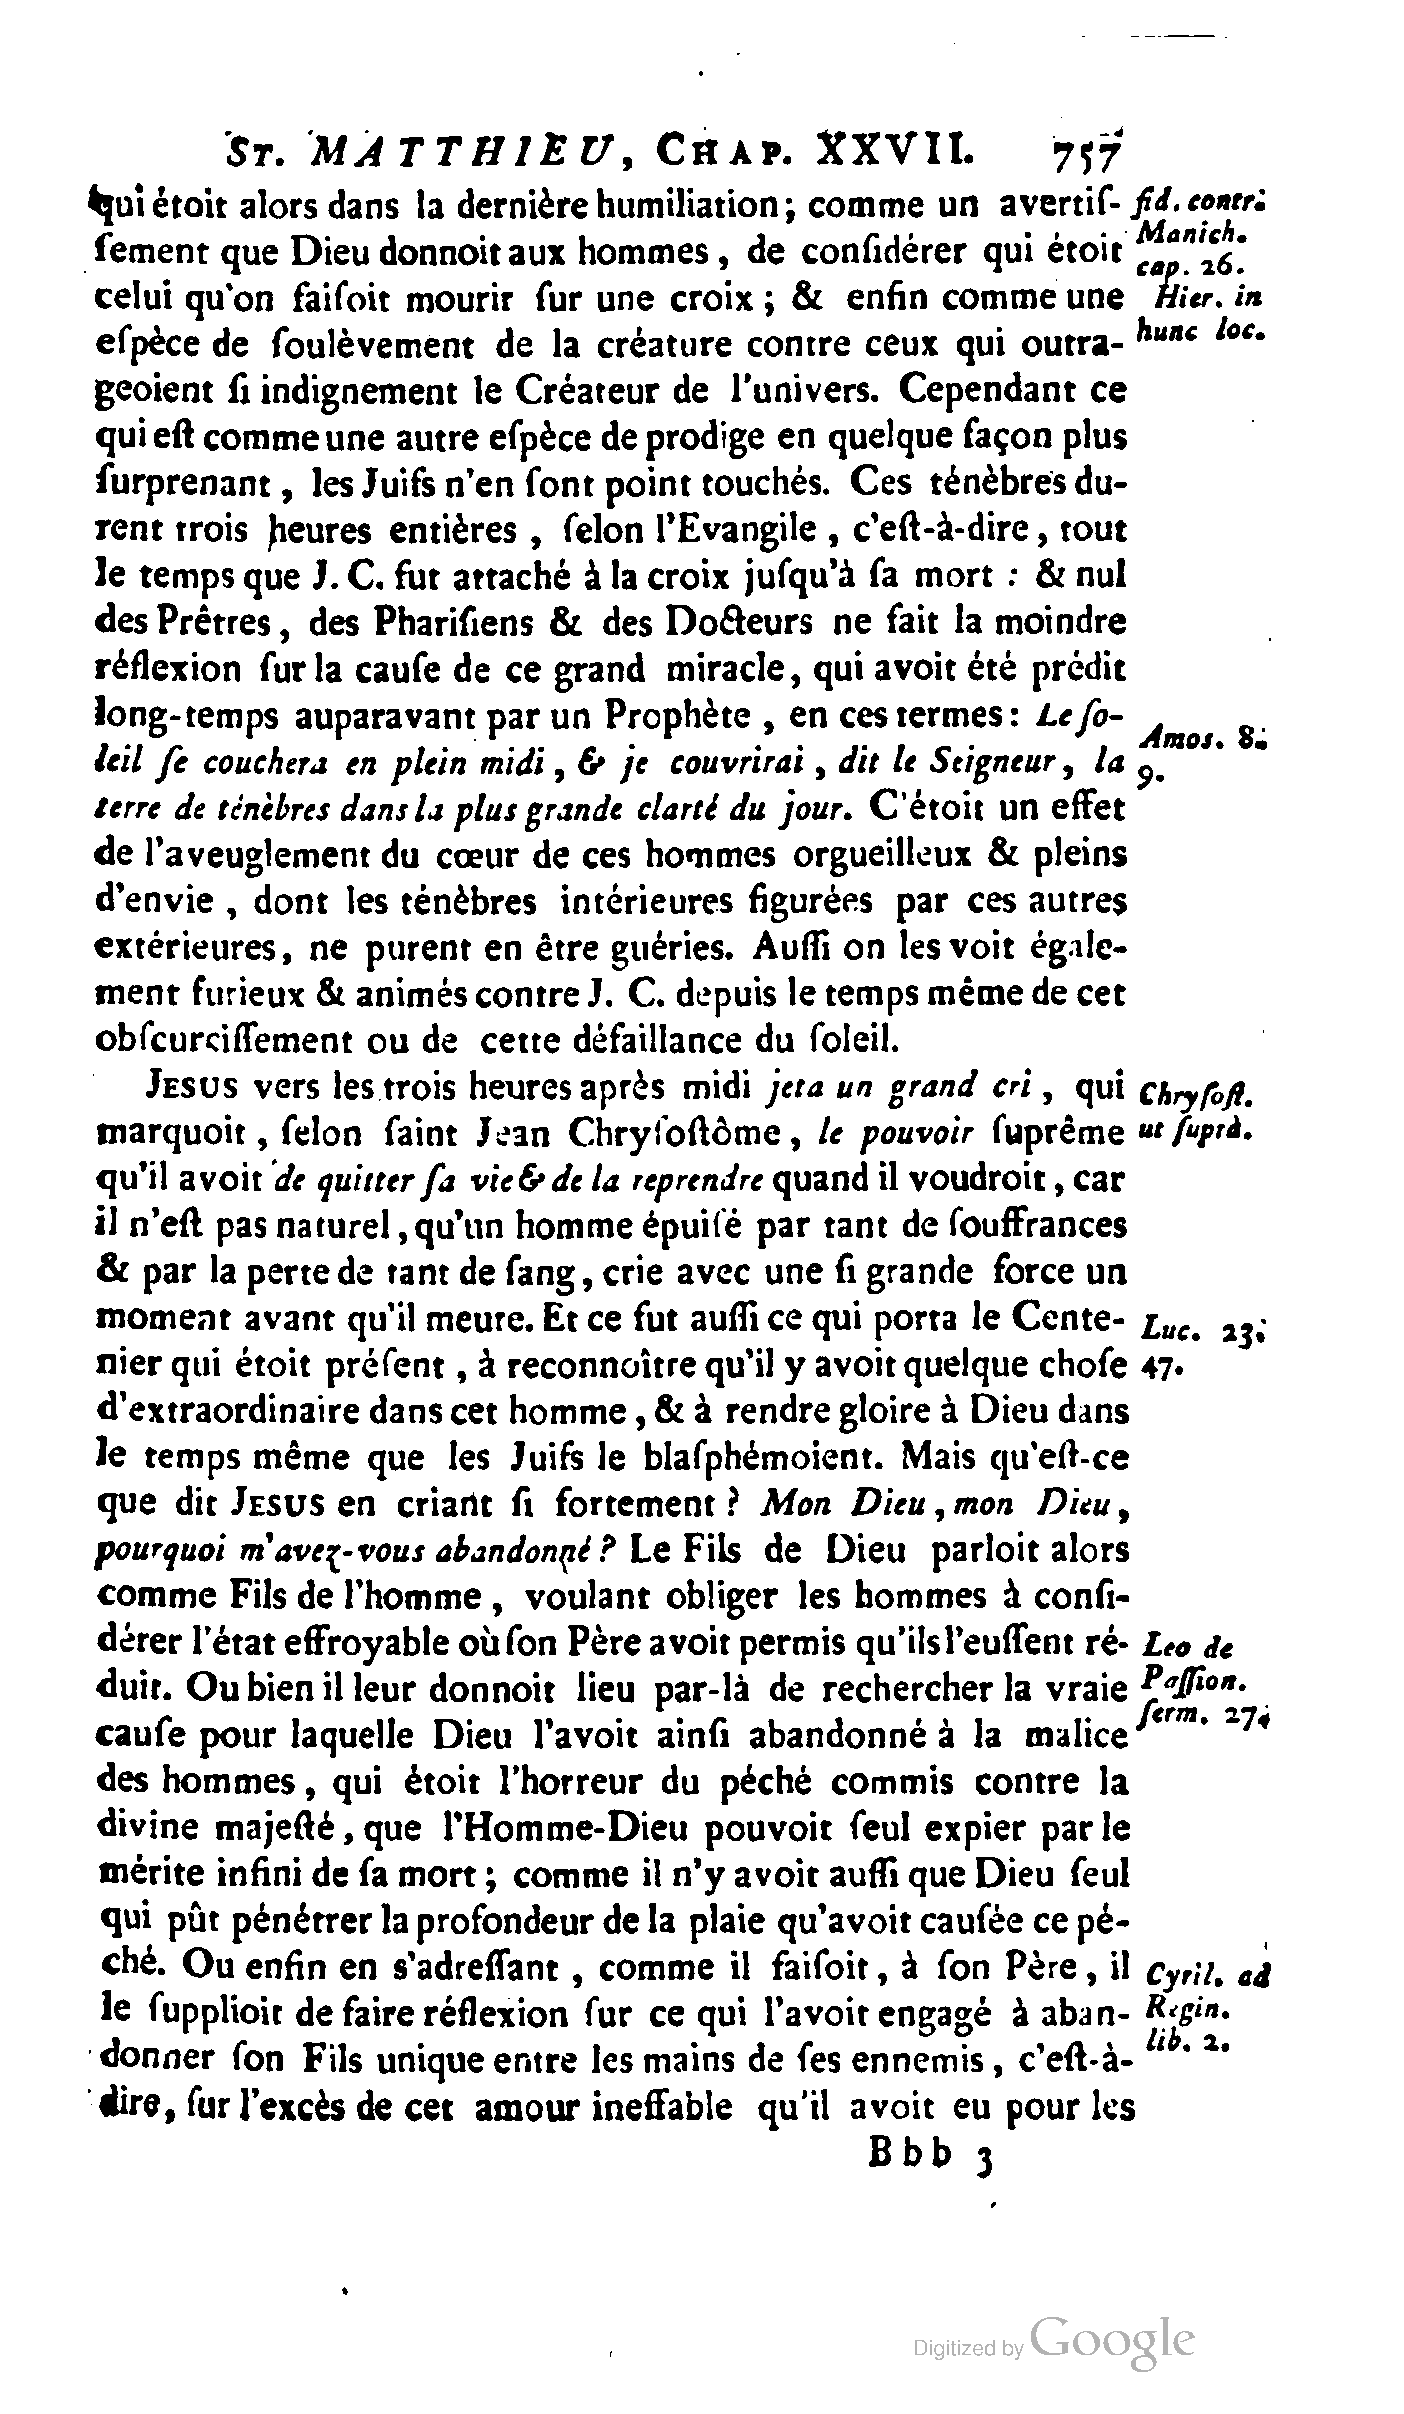 ST. MATTHIEU, CHAP. XXVII. 757
qui étoit alors dans la dernière humiliation; comme un avertiſ-
ſement que Dieu donnoit aux hommes, de conſidérer qui étoit
celui qu'on faiſoit mourir ſur une croix; & enfin comme une
eſpèce de ſoulèvement de la créature contre ceux qui outra-
geoient ſi indignement le Créateur de l'univers. Cependant ce
qui eſt comme une autre eſpèce de prodige en quelque façon plus
ſurprenant, les Juifs n'en ſont point touchés. Ces ténèbres du-
rent trois heures entières, ſelon l'Evangile, c'eſt-à-dire, tout
le temps que J. C. fut attaché à la croix juſqu'à ſa mort : & nul
des Prêtres, des Phariſiens & des Docteurs ne fait la moindre
réflexion ſur la cauſe de ce grand miracle, qui avoit été prédit
long-temps auparavant par un Prophète, en ces termes: Le ſo-
leil ſe couchera en plein midi, & je couvrirai, dit le Seigneur, la
terre de ténèbres dans la plus grande clarté du jour. C'étoit un effet
de l'aveuglement du cœur de ces hommes orgueilleux & pleins
d'envie, dont les ténèbres intérieures figurées par ces autres
extérieures, ne purent en être guéries. Auſſi on les voit égale-
ment furieux & animés contre J. C. depuis le temps même de cet
obſcurciſſement ou de cette défaillance du ſoleil.
JESUS vers les trois heures après midi jeta un grand cri, qui
marquoit, ſelon ſaint Jean Chryſoſtôme, le pouvoir ſuprême
qu'il avoit de quitter ſa vie & de la reprendre quand il voudroit, car
il n'eſt pas naturel, qu'un homme épuiſé par tant de ſouffrances
& par la perte de tant de ſang, crie avec une ſi grande force un
moment avant qu'il meure. Et ce fut auſſi ce qui porta le Cente-
nier qui étoit préſent, à reconnoître qu'il y avoit quelque choſe
d'extraordinaire dans cet homme, & à rendre gloire à Dieu dans
le temps même que les Juifs le blaſphémoient. Mais qu'eſt-ce
que dit JESUS en criant ſi fortement? Mon Dieu, mon Dieu,
pourquoi m'avez-vous abandonné? Le Fils de Dieu parloit alors
comme Fils de l'homme, voulant obliger les hommes à conſi-
dérer l'état effroyable où ſon Père avoit permis qu'ils l'euſſent ré-
duit. Ou bien il leur donnoit lieu par-là de rechercher la vraie
cauſe pour laquelle Dieu l'avoit ainſi abandonné à la malice
des hommes, qui étoit l'horreur du péché commis contre la
divine majeſté, que l'Homme-Dieu pouvoit ſeul expier par le
mérite infini de ſa mort; comme il n'y avoit auſſi que Dieu ſeul
qui pût pénétrer la profondeur de la plaie qu'avoit cauſée ce pé-
ché. Ou enfin en s'adreſſant, comme il faiſoit, à ſon Père, il
le ſupplioit de faire réflexion ſur ce qui l'avoit engagé à aban-
donner ſon Fils unique entre les mains de ſes ennemis, c'eſt-à-
dire, ſur l'excès de cet amour ineffable qu'il avoit eu pour les
Bbb 3
fid. contr.
Manich.
cap. 26.
Hier. in
hunc loc.
Amos. 8.
9.
Chryſoſt.
ut ſuprà.
Luc. 23.
47.
Leo de
Paſſion.
ſerm. 27.
Cyril. ad
Regin.
lib. 2.
Digitized by Google